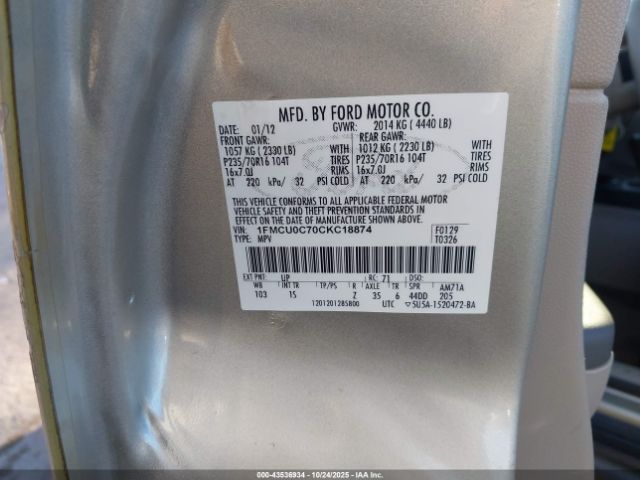 MFD. BY FORD MOTOR CO.
DATE: 01/12 GVWR: 2014 KG ( 4440 LB)
FRONT GAWR: REAR GAWR:
1057 KG ( 2330 LB) WITH 1012 KG ( 2230 LB) WITH
P235/70R16 104T TIRES P235/70R16 104T TIRES
16x7.0J RIMS 16x7.0J RIMS
AT 220 kPa/ 32 PSI COLD AT 220 kPa/ 32 PSI COLD
THIS VEHICLE CONFORMS TO ALL APPLICABLE FEDERAL MOTOR
VEHICLE SAFETY AND THEFT PREVENTION STANDARDS IN
EFFECT ON THE DATE OF MANUFACTURE SHOWN ABOVE.
VIN: 1FMCU0C70CKC18874 F0129
TYPE: MPV T0326
EXT PNT: UP RC: 71 DSO:
WB INT TR TP/PS R AXLE TR SPR AM71A
103 1S Z 35 6 44DD 205
1201201285800 UTC 5U5A-1520472-BA
000-43536934 - 10/24/2025 - IAAI.com